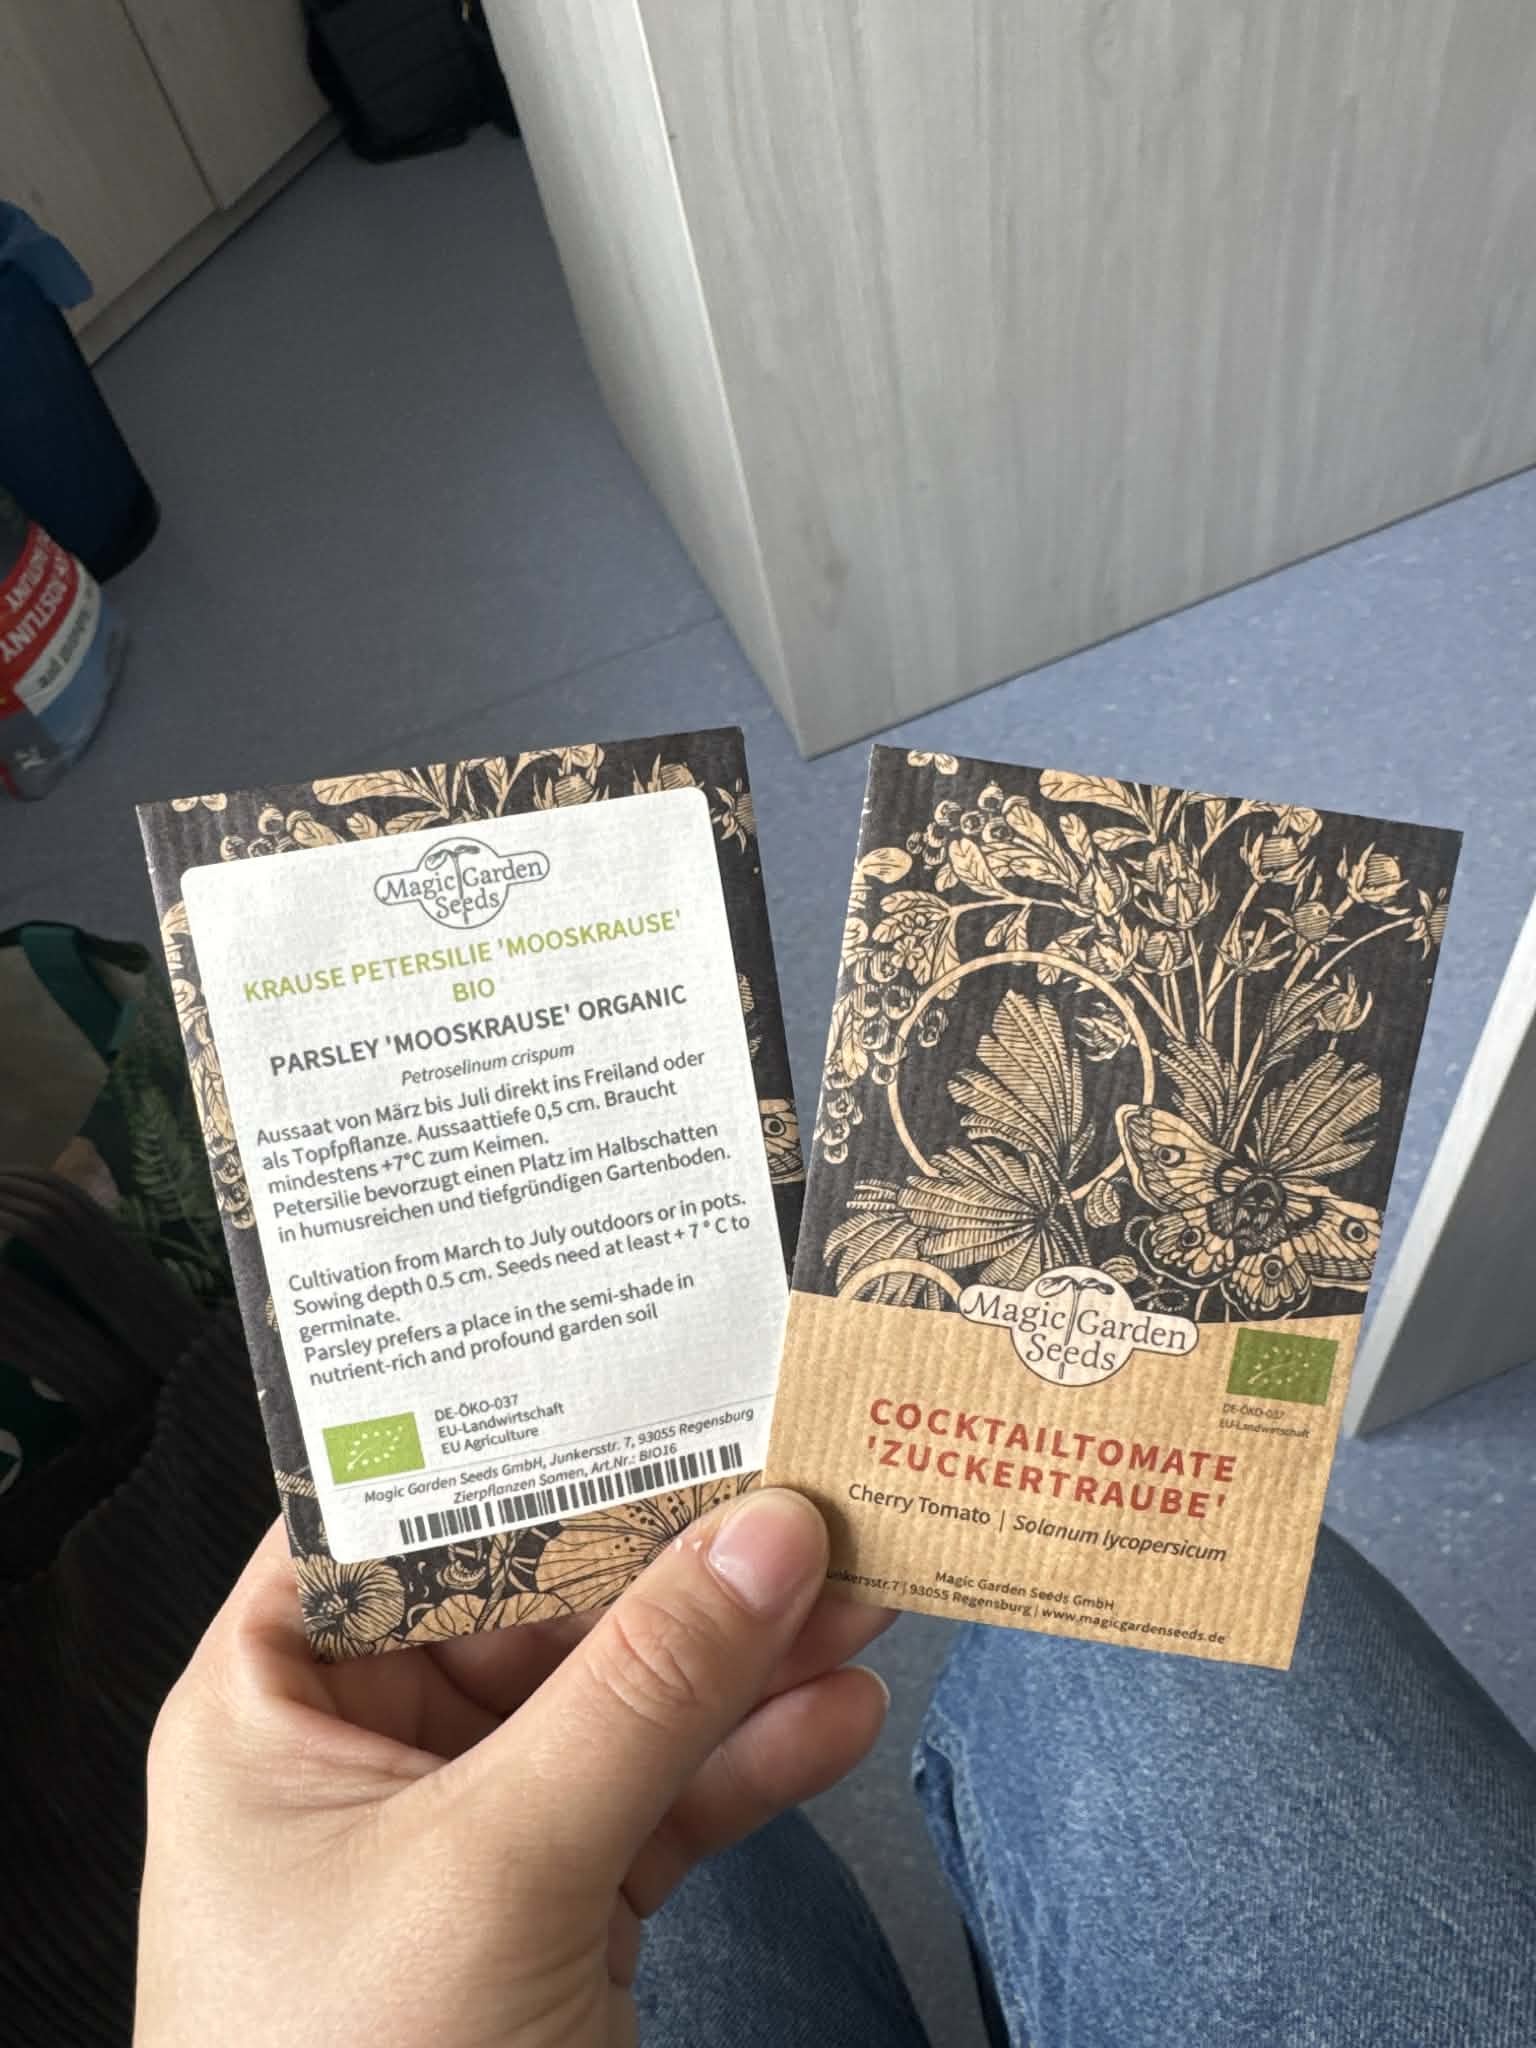 Magic Garden
Seeds
KRAUSE PETERSILIE 'MOOSKRAUSE'
BIO
PARSLEY 'MOOSKRAUSE' ORGANIC
Petroselinum crispum
Aussaat von März bis Juli direkt ins Freiland oder
als Topfpflanze. Aussaattiefe 0,5 cm. Braucht
mindestens +7°C zum Keimen.
Petersilie bevorzugt einen Platz im Halbschatten
in humusreichen und tiefgründigen Gartenboden.
Cultivation from March to July outdoors or in pots.
Sowing depth 0.5 cm. Seeds need at least + 7 ° C to
germinate.
Parsley prefers a place in the semi-shade in
nutrient-rich and profound garden soil
DE-ÖKO-037
EU-Landwirtschaft
EU Agriculture
Magic Garden Seeds GmbH, Junkersstr. 7, 93055 Regensburg
Zierpflanzen Samen, Art.Nr.: BIO16
Magic Garden
Seeds
DE-ÖKO-037
EU-Landwirtschaft
COCKTAILTOMATE
'ZUCKERTRAUBE'
Cherry Tomato | Solanum lycopersicum
Magic Garden Seeds GmbH
unkersstr.7 | 93055 Regensburg | www.magicgardenseeds.de